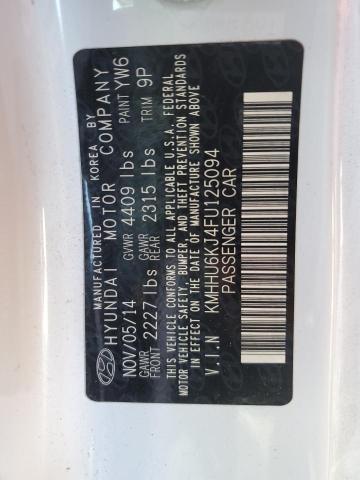 MANUFACTURED IN KOREA BY
HYUNDAI MOTOR COMPANY
NOV/05/14 GVWR 4409 lbs PAINT YW6
GAWR FRONT 2227 lbs GAWR REAR 2315 lbs TRIM 9P
THIS VEHICLE CONFORMS TO ALL APPLICABLE U.S.A. FEDERAL
MOTOR VEHICLE SAFETY, BUMPER, AND THEFT PREVENTION STANDARDS
IN EFFECT ON THE DATE OF MANUFACTURE SHOWN ABOVE
V.I.N KMHHU6KJ4FU125094
PASSENGER CAR